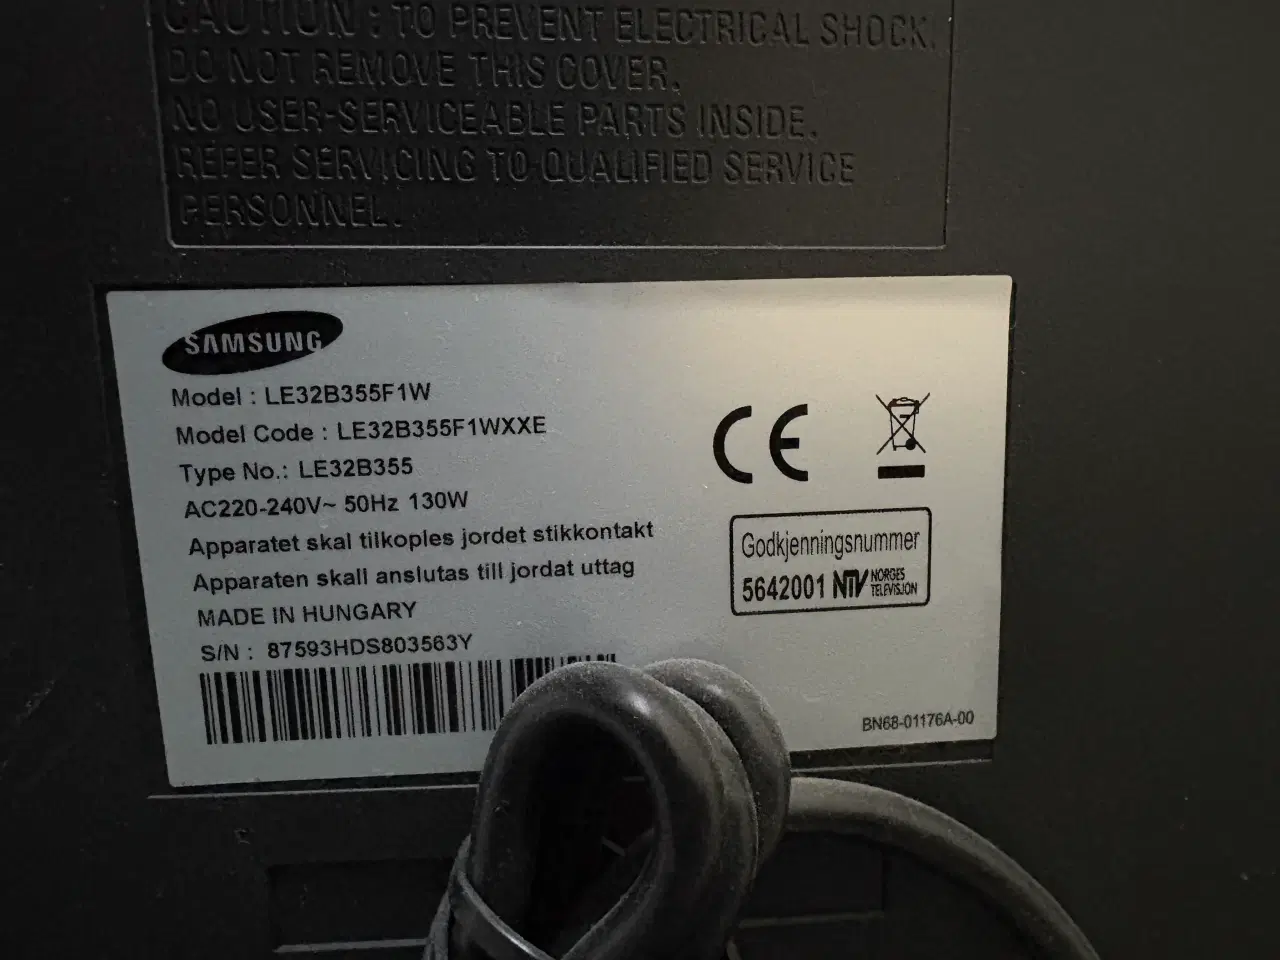 CAUTION : TO PREVENT ELECTRICAL SHOCK,
DO NOT REMOVE THIS COVER.
NO USER-SERVICEABLE PARTS INSIDE.
REFER SERVICING TO QUALIFIED SERVICE
PERSONNEL.
SAMSUNG
Model : LE32B355F1W
Model Code : LE32B355F1WXXE
Type No.: LE32B355
AC220-240V~ 50Hz 130W
Apparatet skal tilkoples jordet stikkontakt
Apparaten skall anslutas till jordat uttag
MADE IN HUNGARY
S/N : 87593HDS803563Y
CE
Godkjenningsnummer
5642001 NTV NORGES
TELEVISJON
BN68-01176A-00